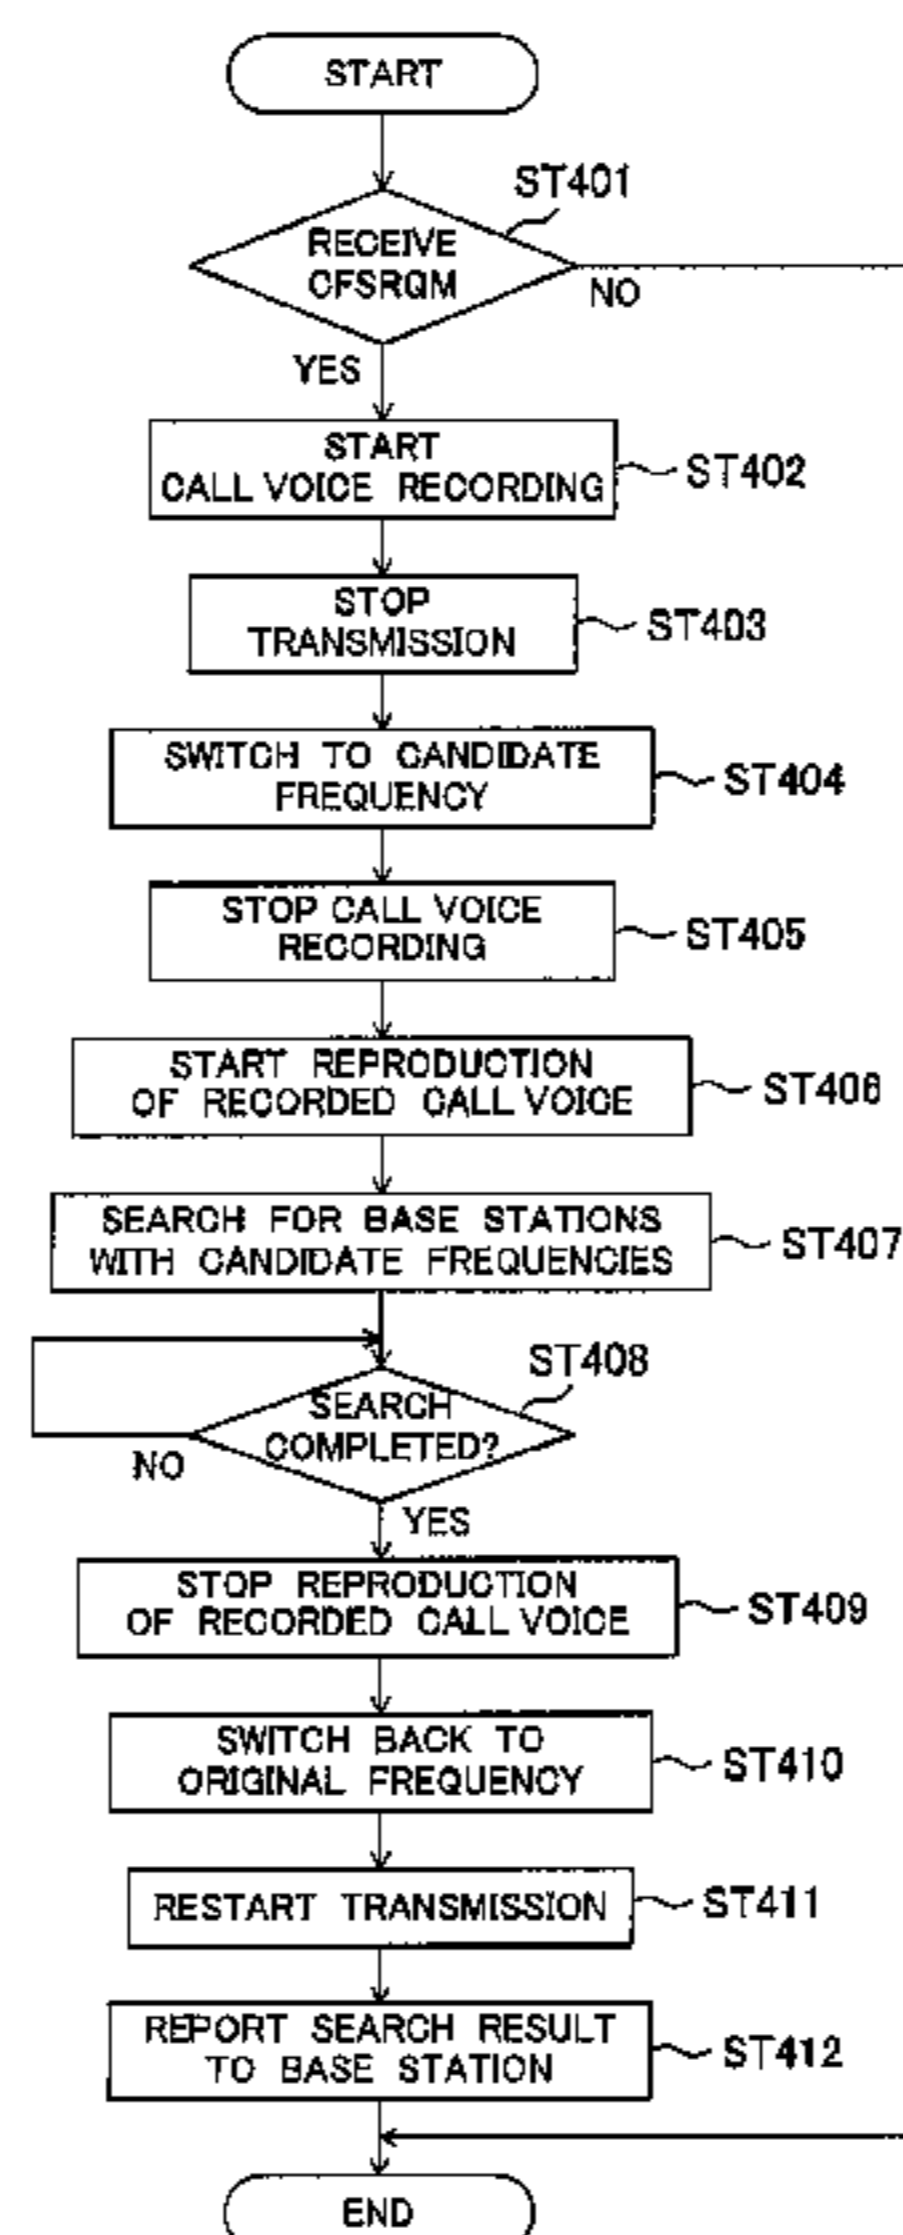 START
ST401
RECEIVE
CFSRQM
NO
YES
START
CALL VOICE RECORDING
ST402
STOP
TRANSMISSION
ST403
SWITCH TO CANDIDATE
FREQUENCY
ST404
STOP CALL VOICE
RECORDING
ST405
START REPRODUCTION
OF RECORDED CALL VOICE
ST406
SEARCH FOR BASE STATIONS
WITH CANDIDATE FREQUENCIES
ST407
ST408
SEARCH
COMPLETED?
NO
YES
STOP REPRODUCTION
OF RECORDED CALL VOICE
ST409
SWITCH BACK TO
ORIGINAL FREQUENCY
ST410
RESTART TRANSMISSION
ST411
REPORT SEARCH RESULT
TO BASE STATION
ST412
END